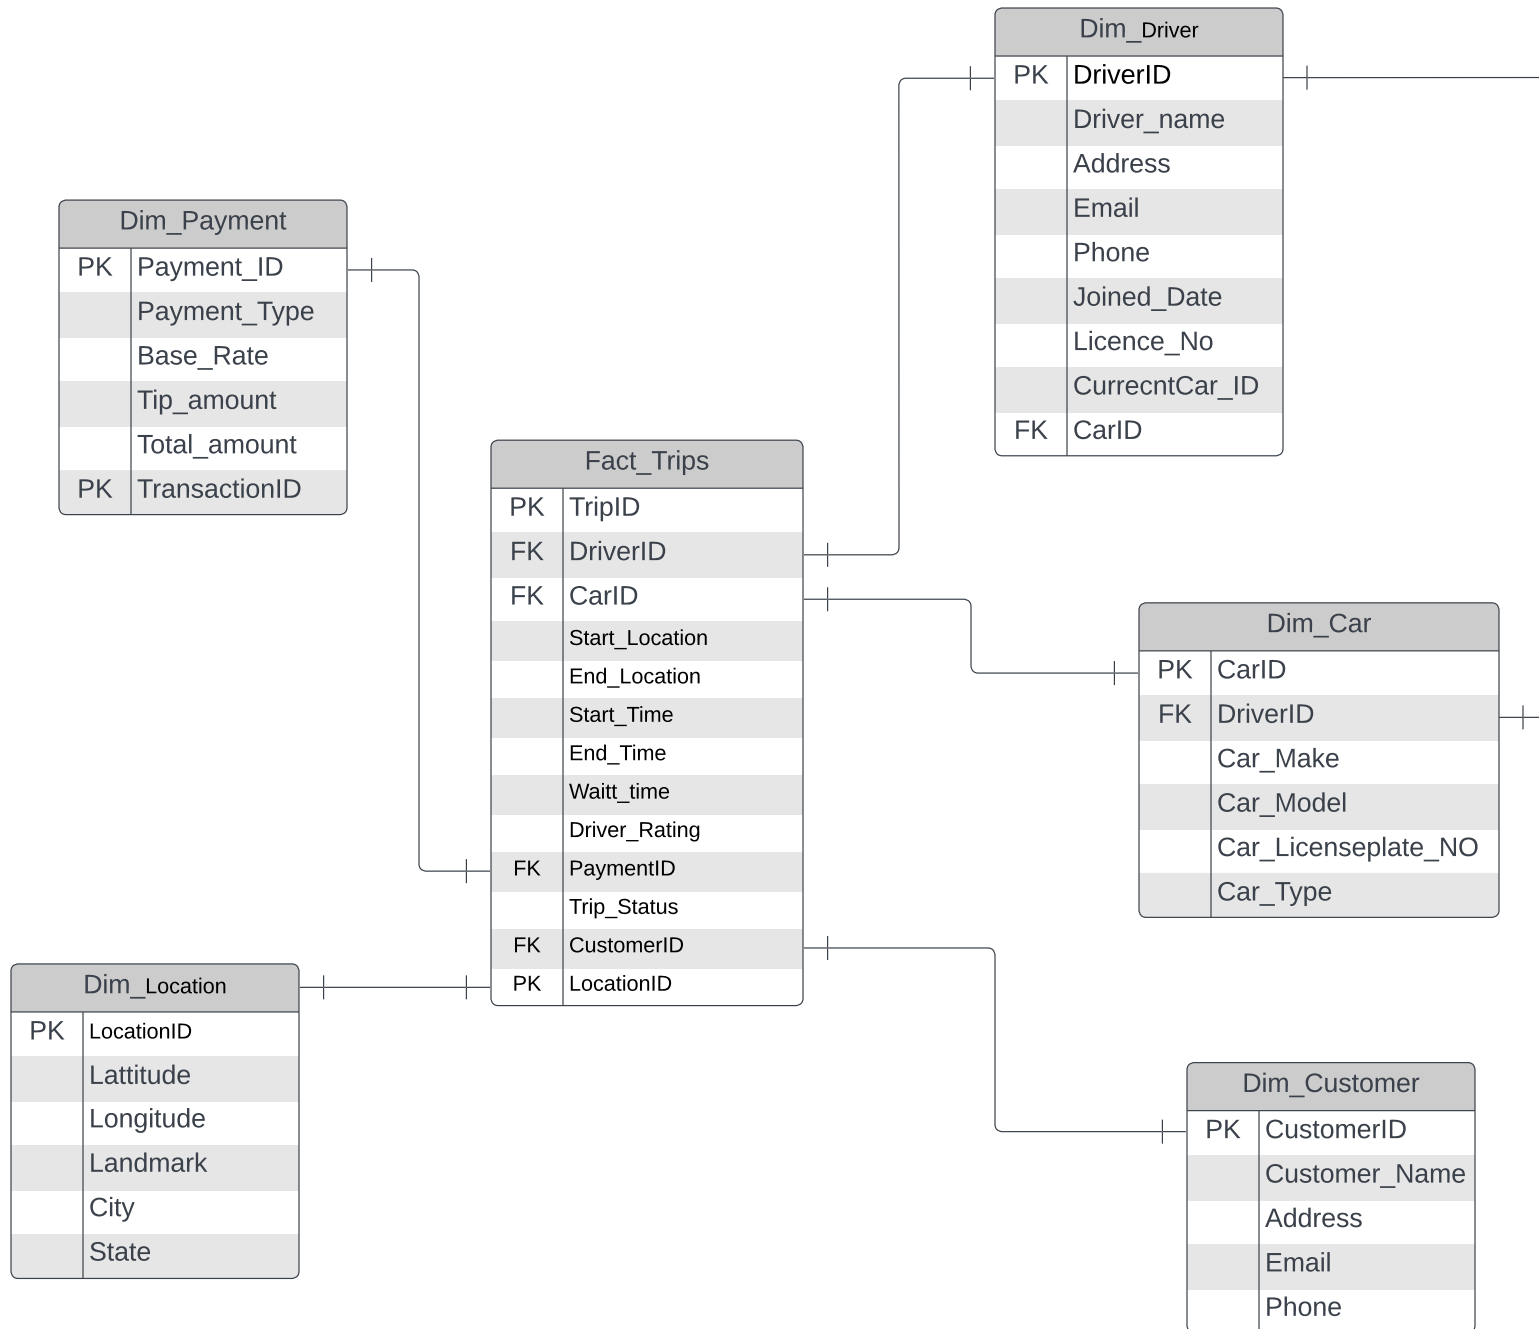 Dim_Driver
PK DriverID
Driver_name
Address
Email
Phone
Joined_Date
Licence_No
CurrecntCar_ID
FK CarID
Dim_Payment
PK Payment_ID
Payment_Type
Base_Rate
Tip_amount
Total_amount
PK TransactionID
Fact_Trips
PK TripID
FK DriverID
FK CarID
Start_Location
End_Location
Start_Time
End_Time
Waitt_time
Driver_Rating
FK PaymentID
Trip_Status
FK CustomerID
PK LocationID
Dim_Car
PK CarID
FK DriverID
Car_Make
Car_Model
Car_Licenseplate_NO
Car_Type
Dim_Location
PK LocationID
Lattitude
Longitude
Landmark
City
State
Dim_Customer
PK CustomerID
Customer_Name
Address
Email
Phone